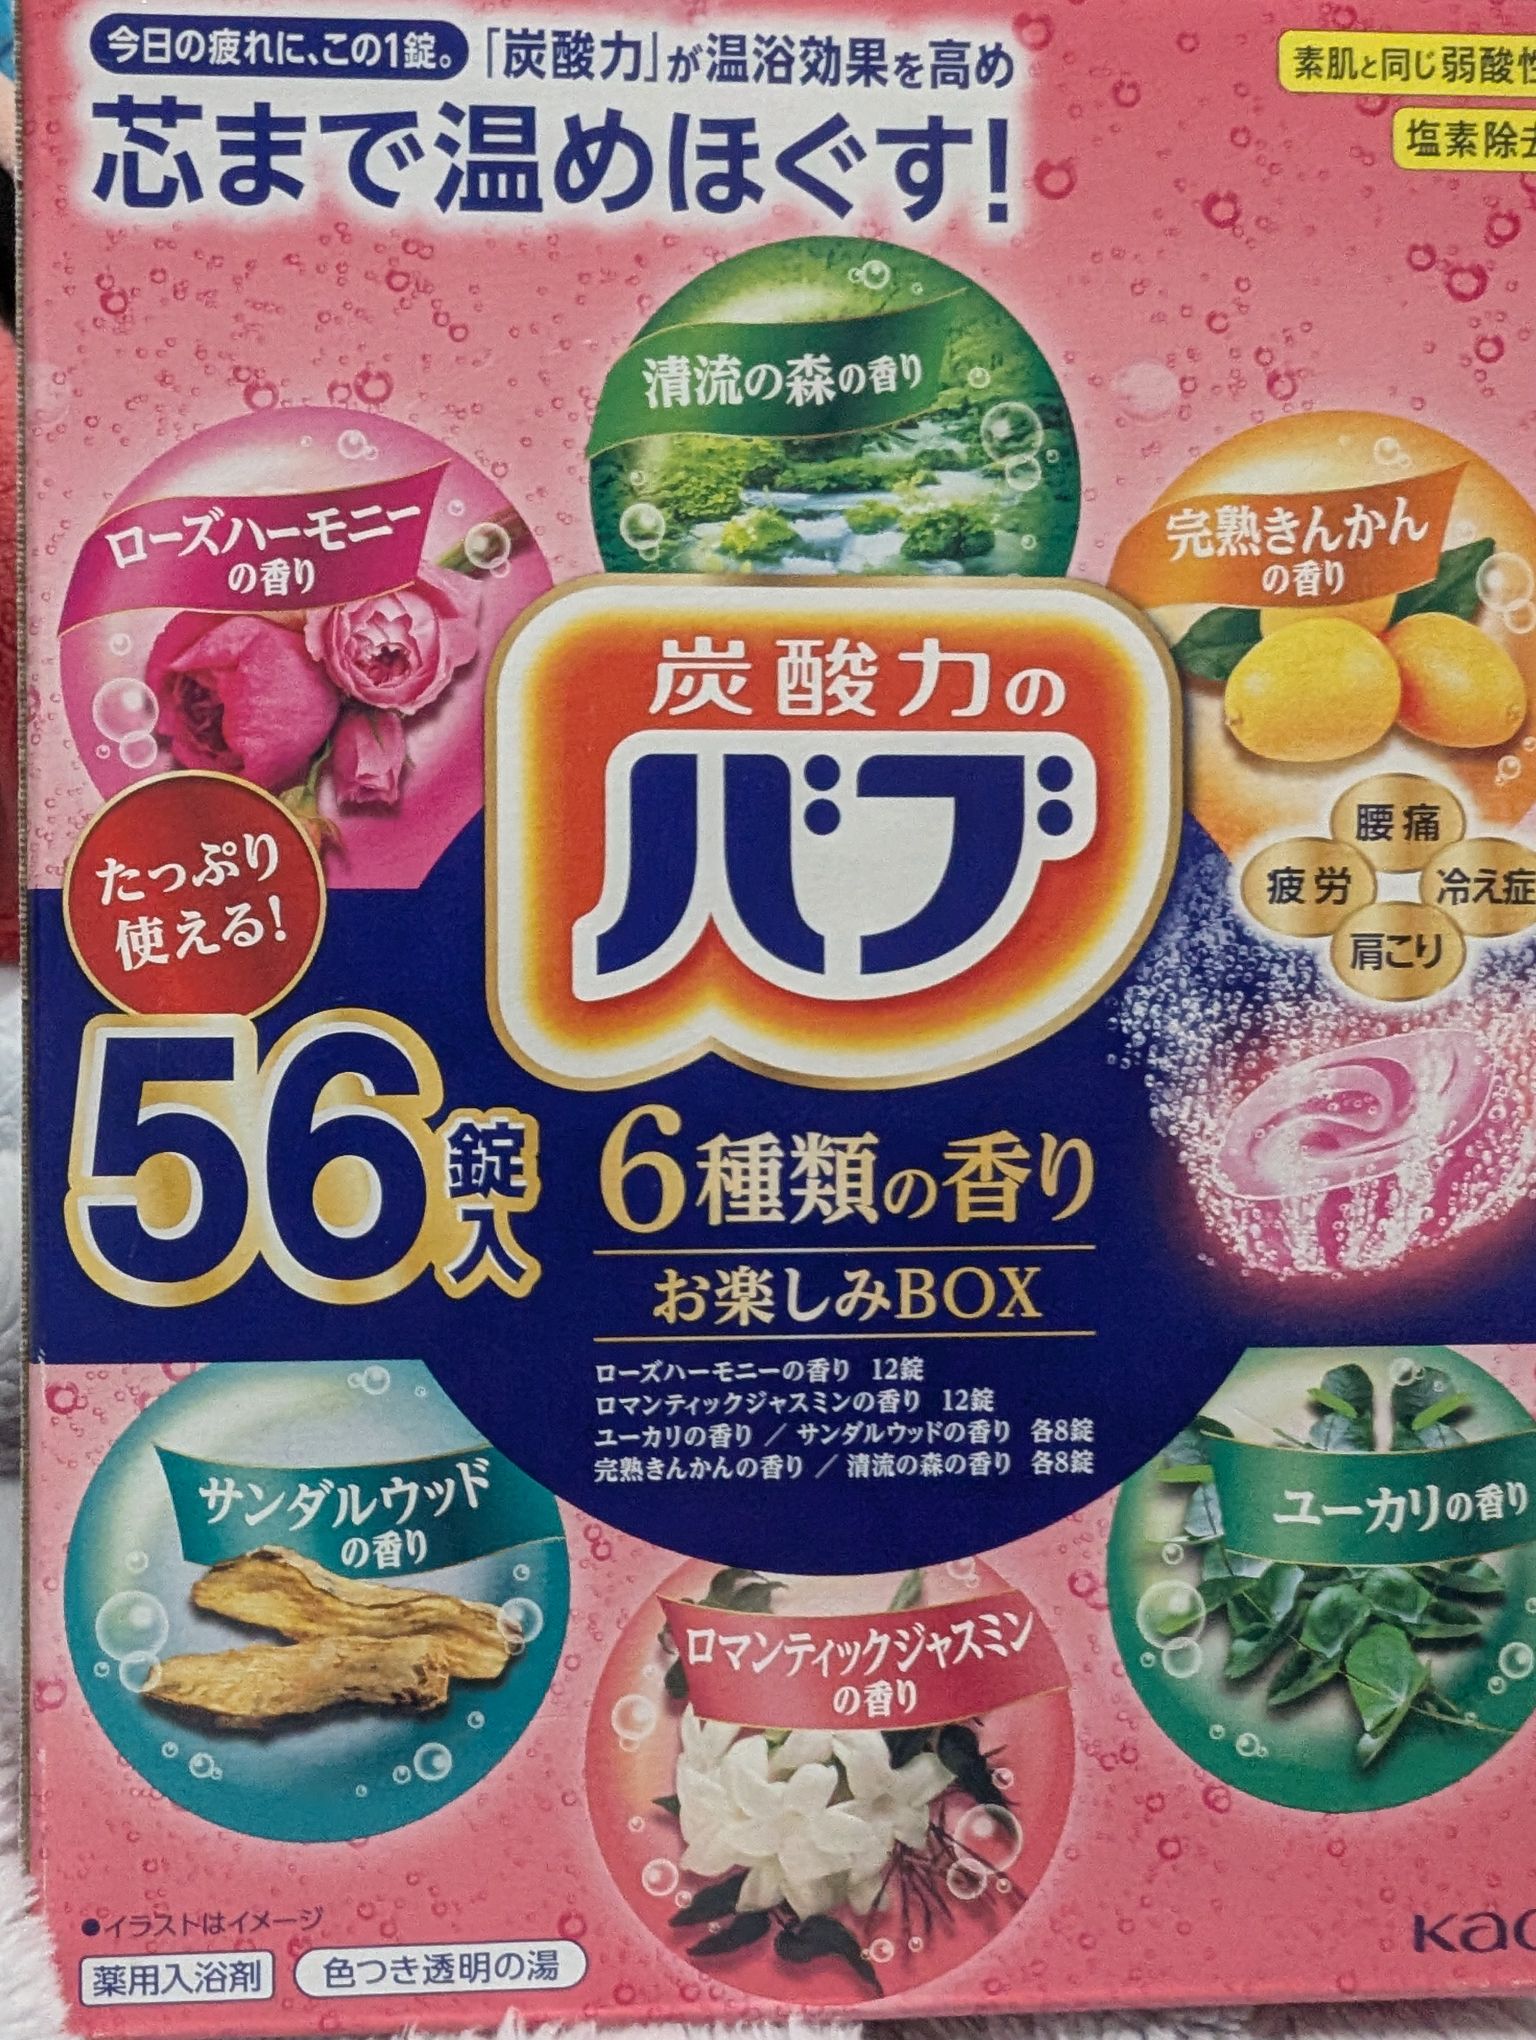 今日の疲れに、この1錠。「炭酸力」が温浴効果を高め
芯まで温めほぐす!
素肌と同じ弱酸性
塩素除去
清流の森の香り
ローズハーモニー
の香り
完熟きんかん
の香り
炭酸力の
バブ
腰痛
疲労
冷え症
肩こり
たっぷり
使える!
56錠入
6種類の香り
お楽しみBOX
ローズハーモニーの香り 12錠
ロマンティックジャスミンの香り 12錠
ユーカリの香り / サンダルウッドの香り 各8錠
完熟きんかんの香り / 清流の森の香り 各8錠
サンダルウッド
の香り
ユーカリの香り
ロマンティックジャスミン
の香り
●イラストはイメージ
薬用入浴剤
色つき透明の湯
Kao